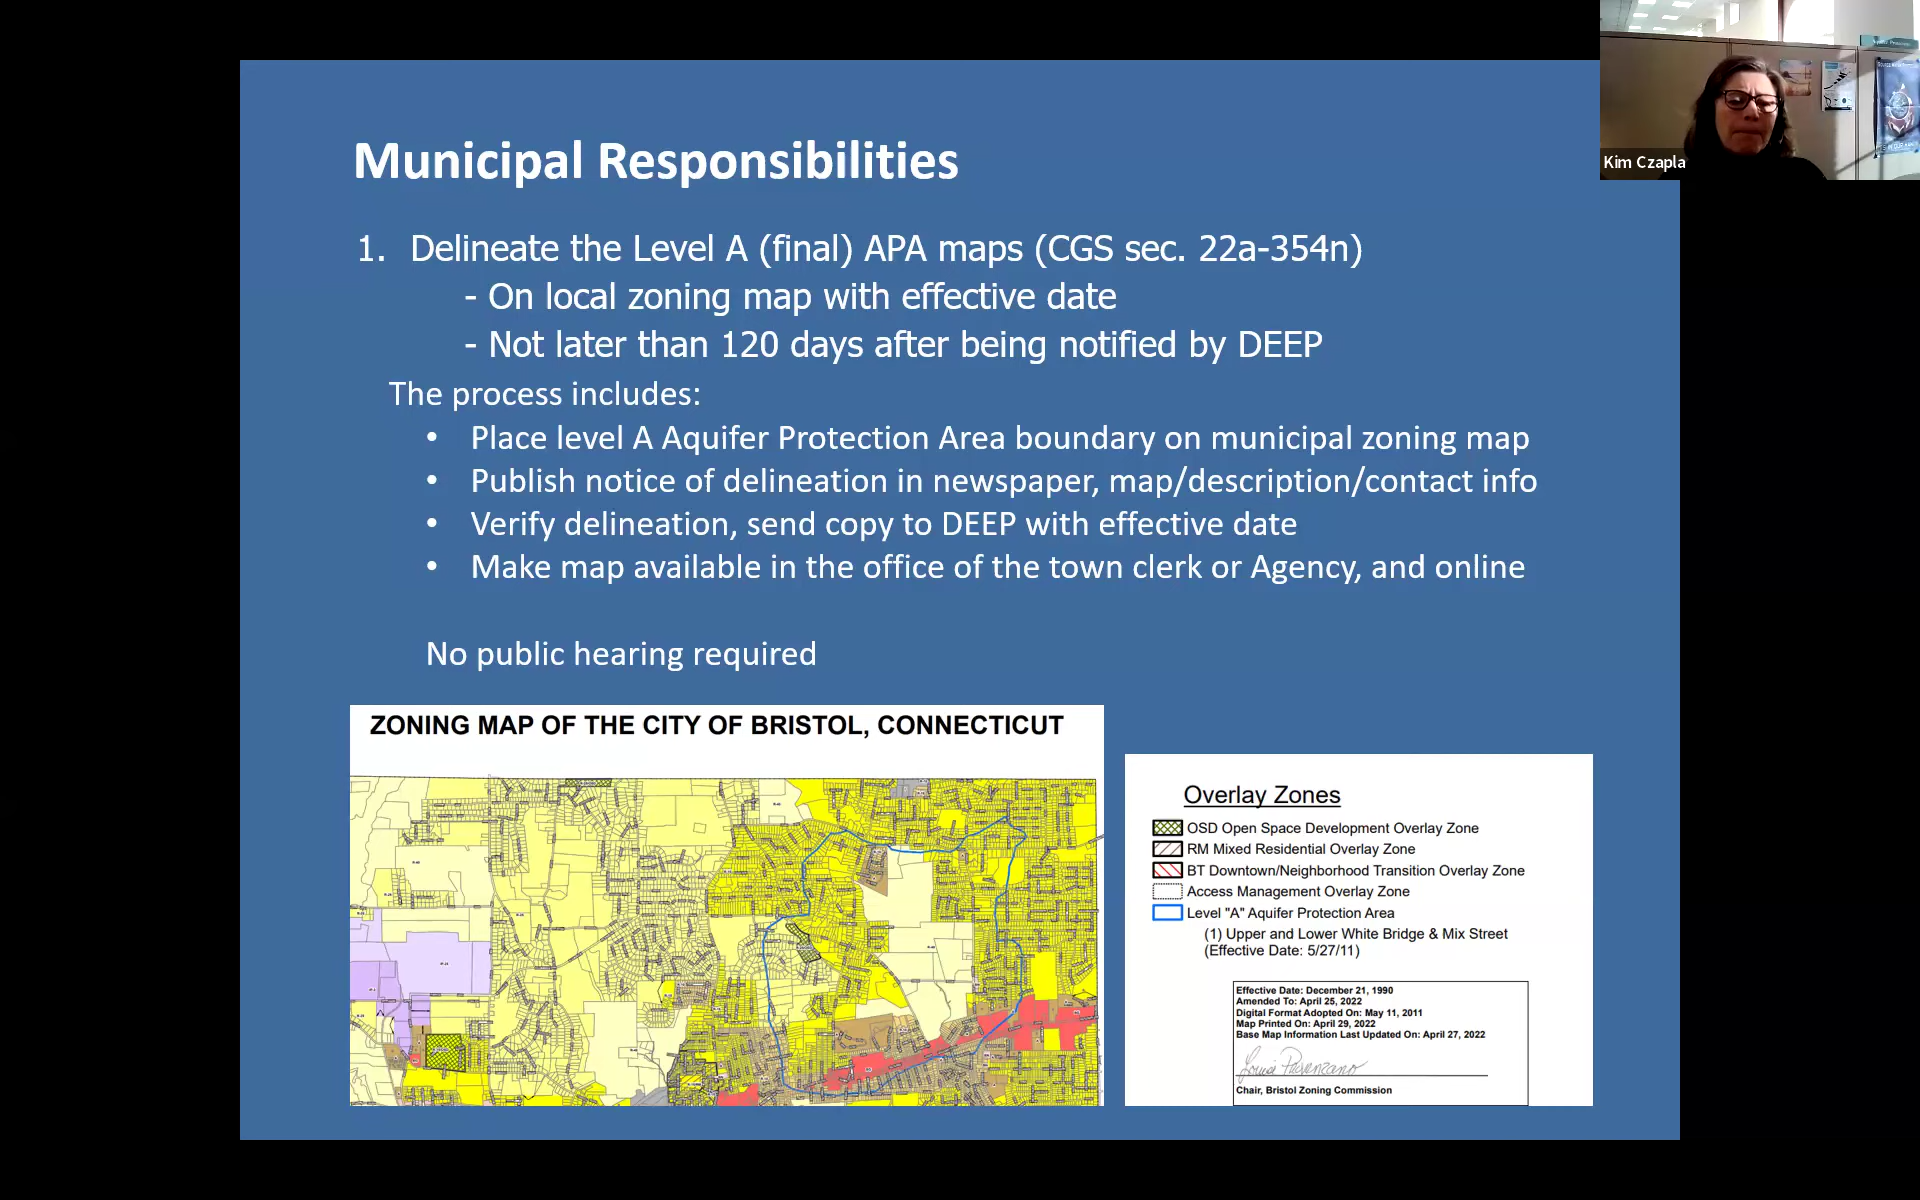 Municipal Responsibilities
1. Delineate the Level A (final) APA maps (CGS sec. 22a-354n)
- On local zoning map with effective date
- Not later than 120 days after being notified by DEEP
The process includes:
• Place level A Aquifer Protection Area boundary on municipal zoning map
• Publish notice of delineation in newspaper, map/description/contact info
• Verify delineation, send copy to DEEP with effective date
• Make map available in the office of the town clerk or Agency, and online
No public hearing required
ZONING MAP OF THE CITY OF BRISTOL, CONNECTICUT
Overlay Zones
OSD Open Space Development Overlay Zone
RM Mixed Residential Overlay Zone
BT Downtown/Neighborhood Transition Overlay Zone
Access Management Overlay Zone
Level "A" Aquifer Protection Area
(1) Upper and Lower White Bridge & Mix Street
(Effective Date: 5/27/11)
Effective Date: December 21, 1990
Amended To: April 25, 2022
Digital Format Adopted On: May 11, 2011
Map Printed On: April 29, 2022
Base Map Information Last Updated On: April 27, 2022
Chair, Bristol Zoning Commission
Kim Czapla